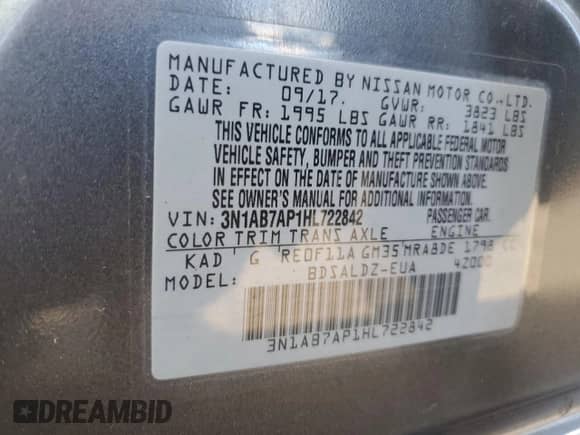 MANUFACTURED BY NISSAN MOTOR CO.,LTD.
DATE: 09/17. GVWR: 3823 LBS
GAWR FR: 1995 LBS GAWR RR: 1841 LBS
THIS VEHICLE CONFORMS TO ALL APPLICABLE FEDERAL MOTOR
VEHICLE SAFETY, BUMPER AND THEFT PREVENTION STANDARDS
IN EFFECT ON THE DATE OF MANUFACTURE SHOWN ABOVE.
SEE OWNER'S MANUAL FOR ADDITIONAL INFORMATION.
VIN: 3N1AB7AP1HL722842 PASSENGER CAR
COLOR TRIM TRANS AXLE ENGINE
KAD G RE0F11A GH35 MRA8DE 1798 CC
MODEL: BDSALDZ-EUA 42000
3N1AB7AP1HL722842
DREAMBID